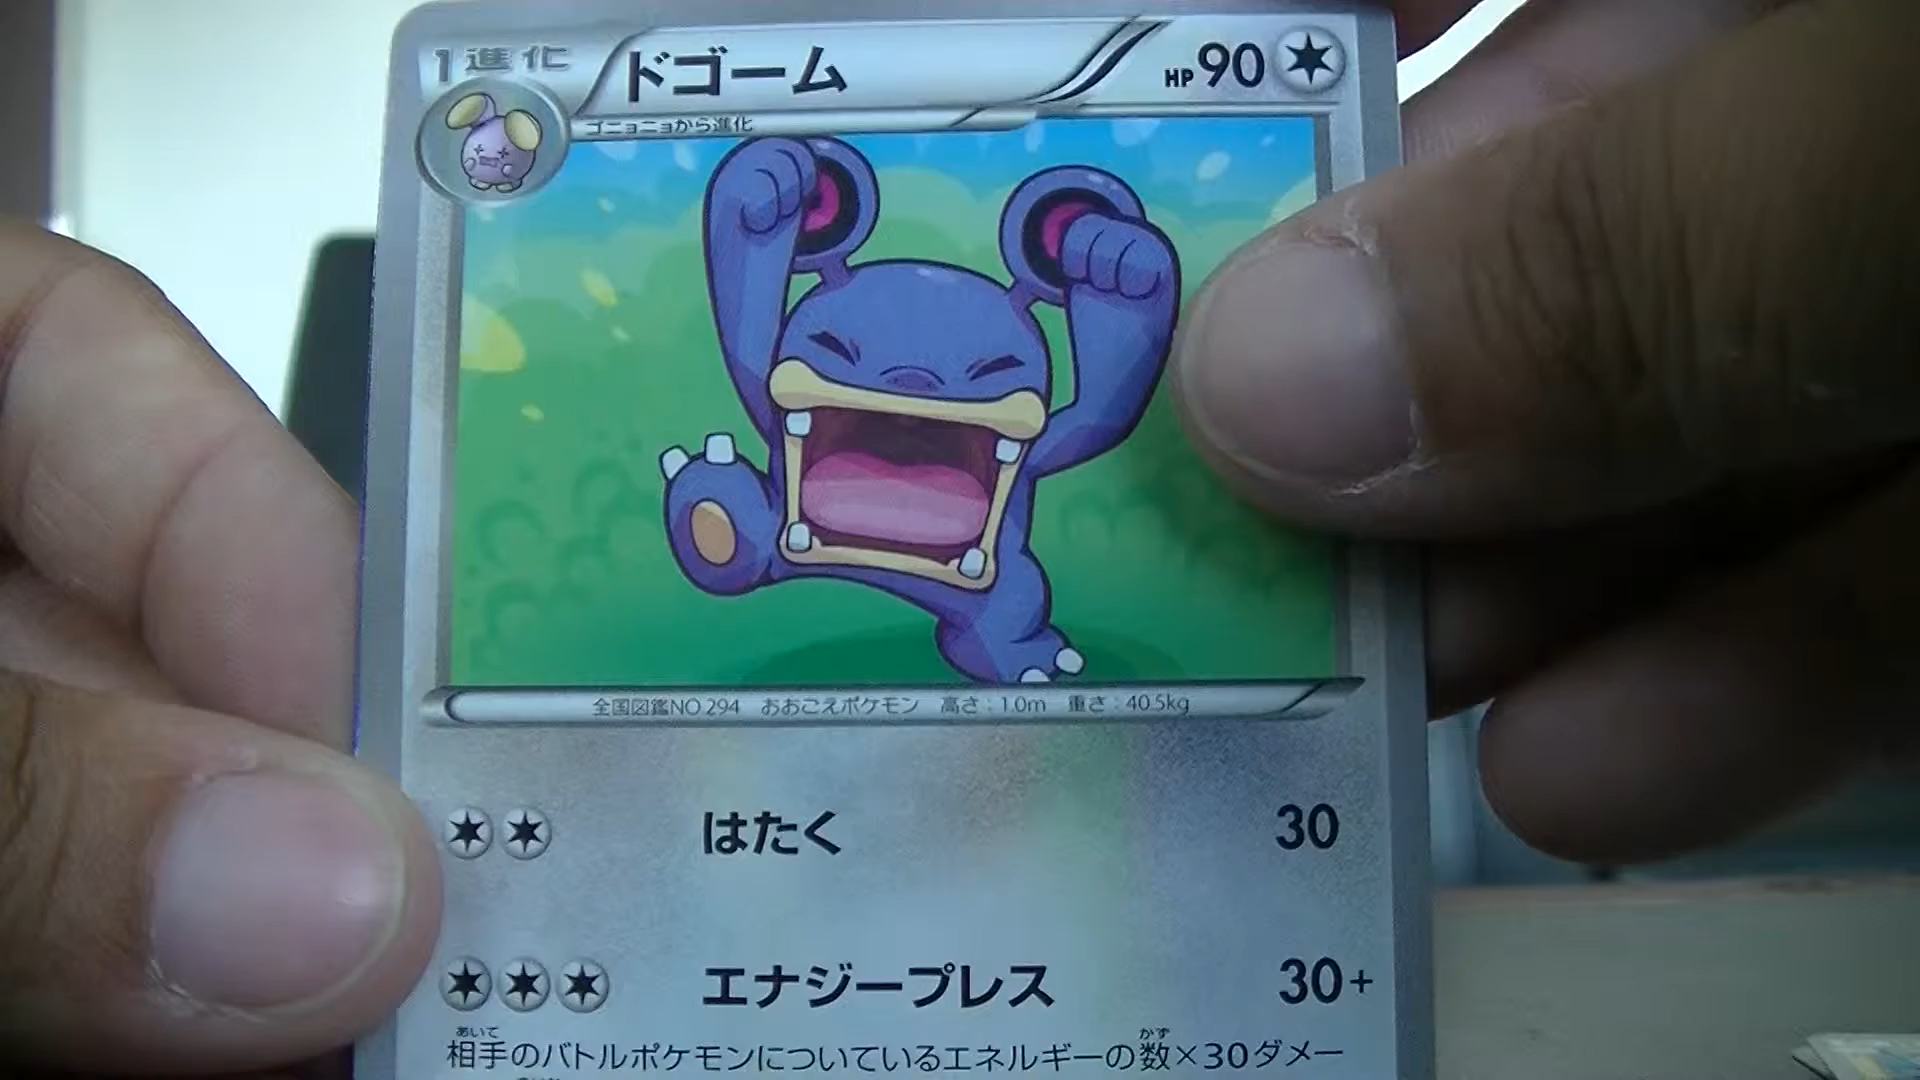 1進化 ドゴーム HP90
ゴニョニョから進化
全国図鑑NO 294 おおこえポケモン 高さ：1.0m 重さ：40.5kg
はたく 30
エナジープレス 30+
あいて かず
相手のバトルポケモンについているエネルギーの数×30ダメー